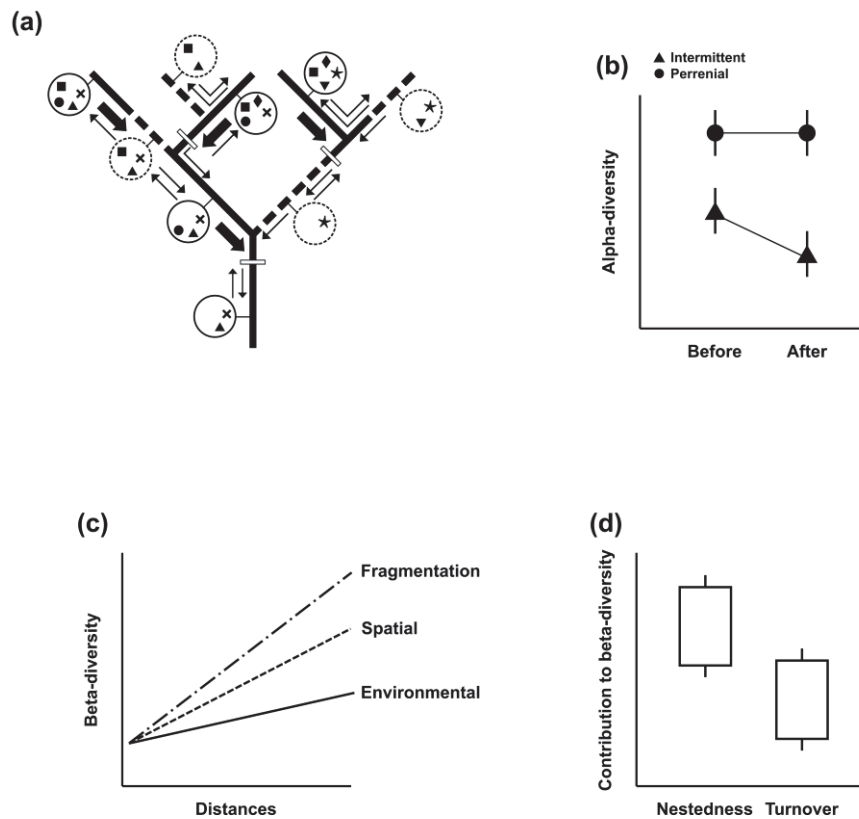 (a)
(b)
Intermittent
Perrenial
Alpha-diversity
Before After
(c)
Beta-diversity
Fragmentation
Spatial
Environmental
Distances
(d)
Contribution to beta-diversity
Nestedness Turnover